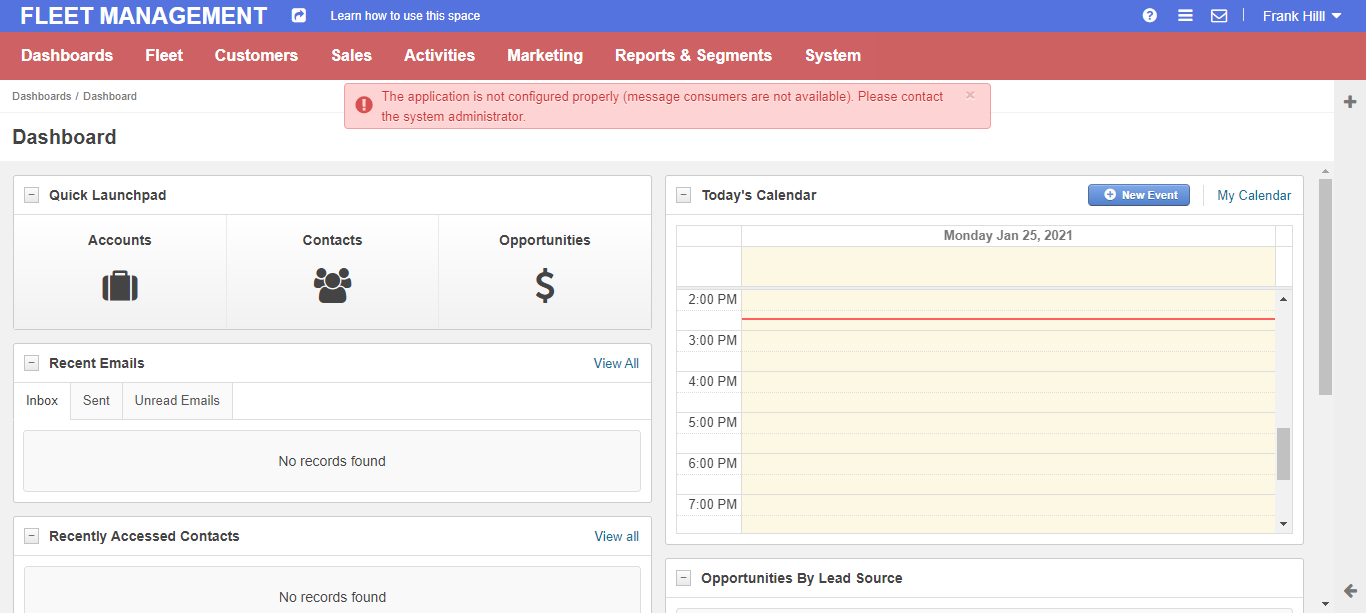 FLEET MANAGEMENT
Learn how to use this space
Frank Hilll
Dashboards
Fleet
Customers
Sales
Activities
Marketing
Reports & Segments
System
Dashboards / Dashboard
The application is not configured properly (message consumers are not available). Please contact
the system administrator.
×
Dashboard
Quick Launchpad
Accounts
Contacts
Opportunities
Recent Emails
View All
Inbox
Sent
Unread Emails
No records found
Recently Accessed Contacts
View all
No records found
Today's Calendar
New Event
My Calendar
Monday Jan 25, 2021
2:00 PM
3:00 PM
4:00 PM
5:00 PM
6:00 PM
7:00 PM
Opportunities By Lead Source